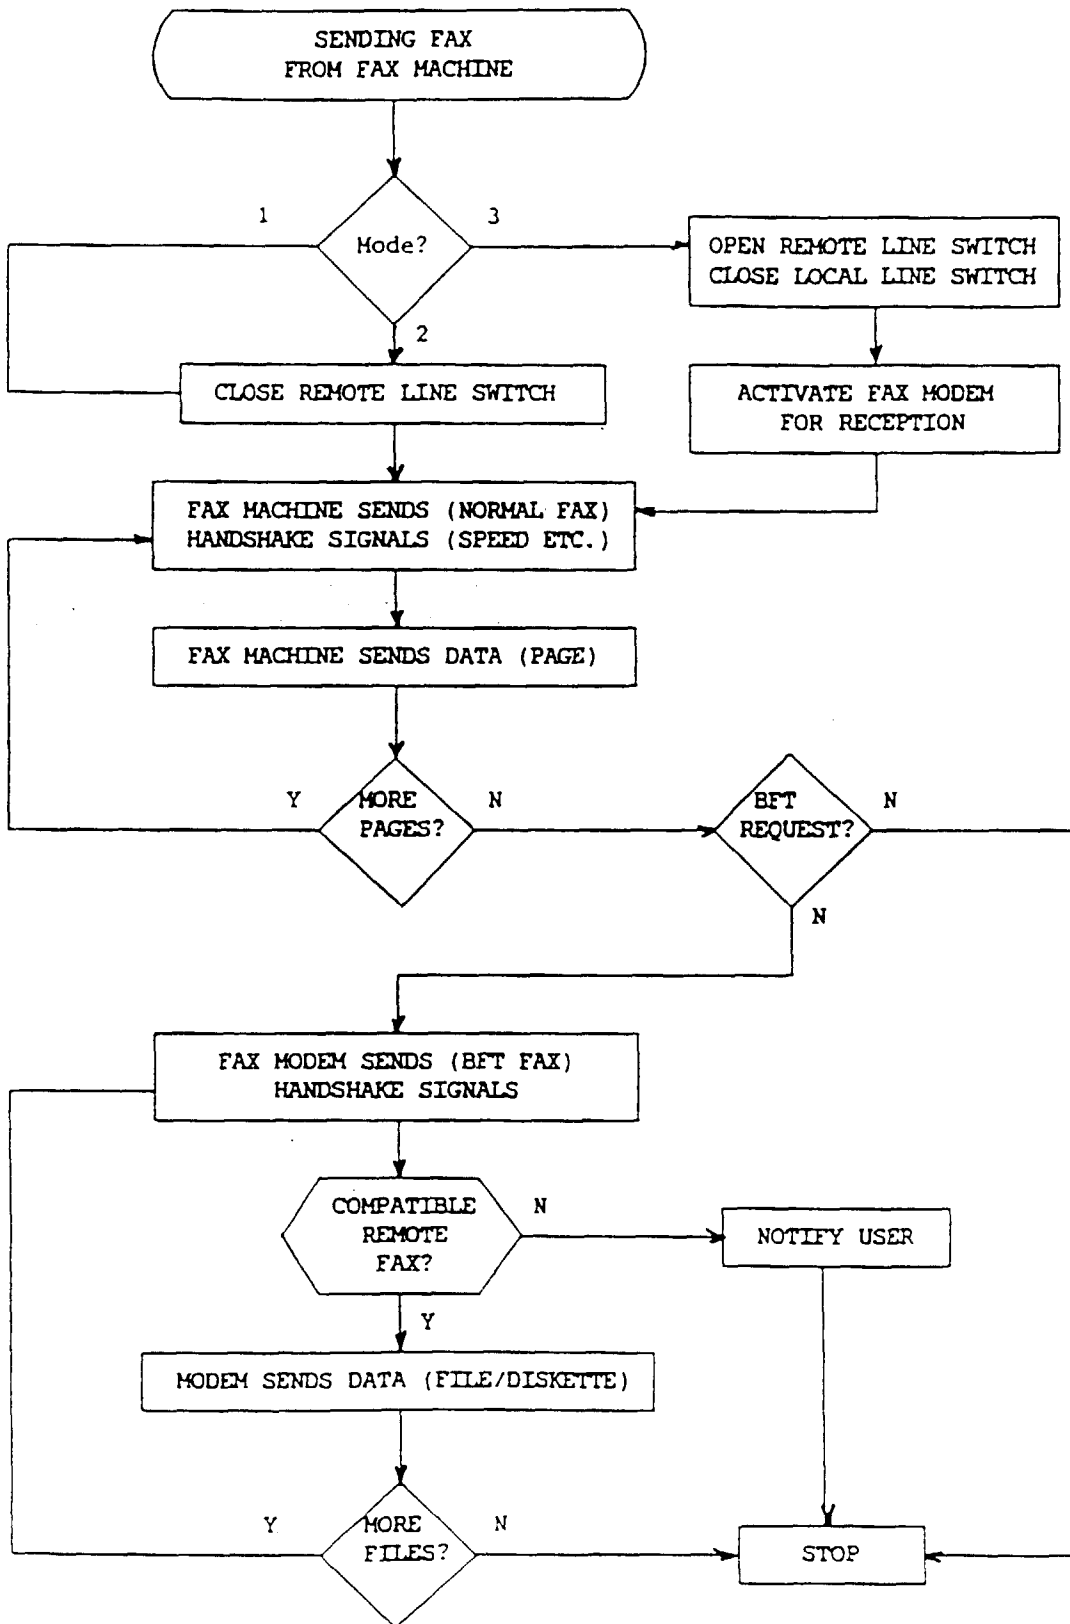 SENDING FAX
FROM FAX MACHINE
1
Mode?
3
2
OPEN REMOTE LINE SWITCH
CLOSE LOCAL LINE SWITCH
CLOSE REMOTE LINE SWITCH
ACTIVATE FAX MODEM
FOR RECEPTION
FAX MACHINE SENDS (NORMAL FAX)
HANDSHAKE SIGNALS (SPEED ETC.)
FAX MACHINE SENDS DATA (PAGE)
Y
MORE
PAGES?
N
BFT
REQUEST?
N
N
FAX MODEM SENDS (BFT FAX)
HANDSHAKE SIGNALS
COMPATIBLE
REMOTE
FAX?
N
NOTIFY USER
Y
MODEM SENDS DATA (FILE/DISKETTE)
Y
MORE
FILES?
N
STOP